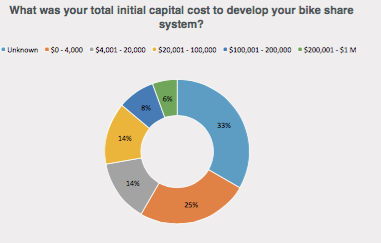 What was your total initial capital cost to develop your bike share
system?
Unknown $0 - 4,000 $4,001 - 20,000 $20,001 - 100,000 $100,001 - 200,000 $200,001 - $1 M
6%
8%
33%
14%
14%
25%